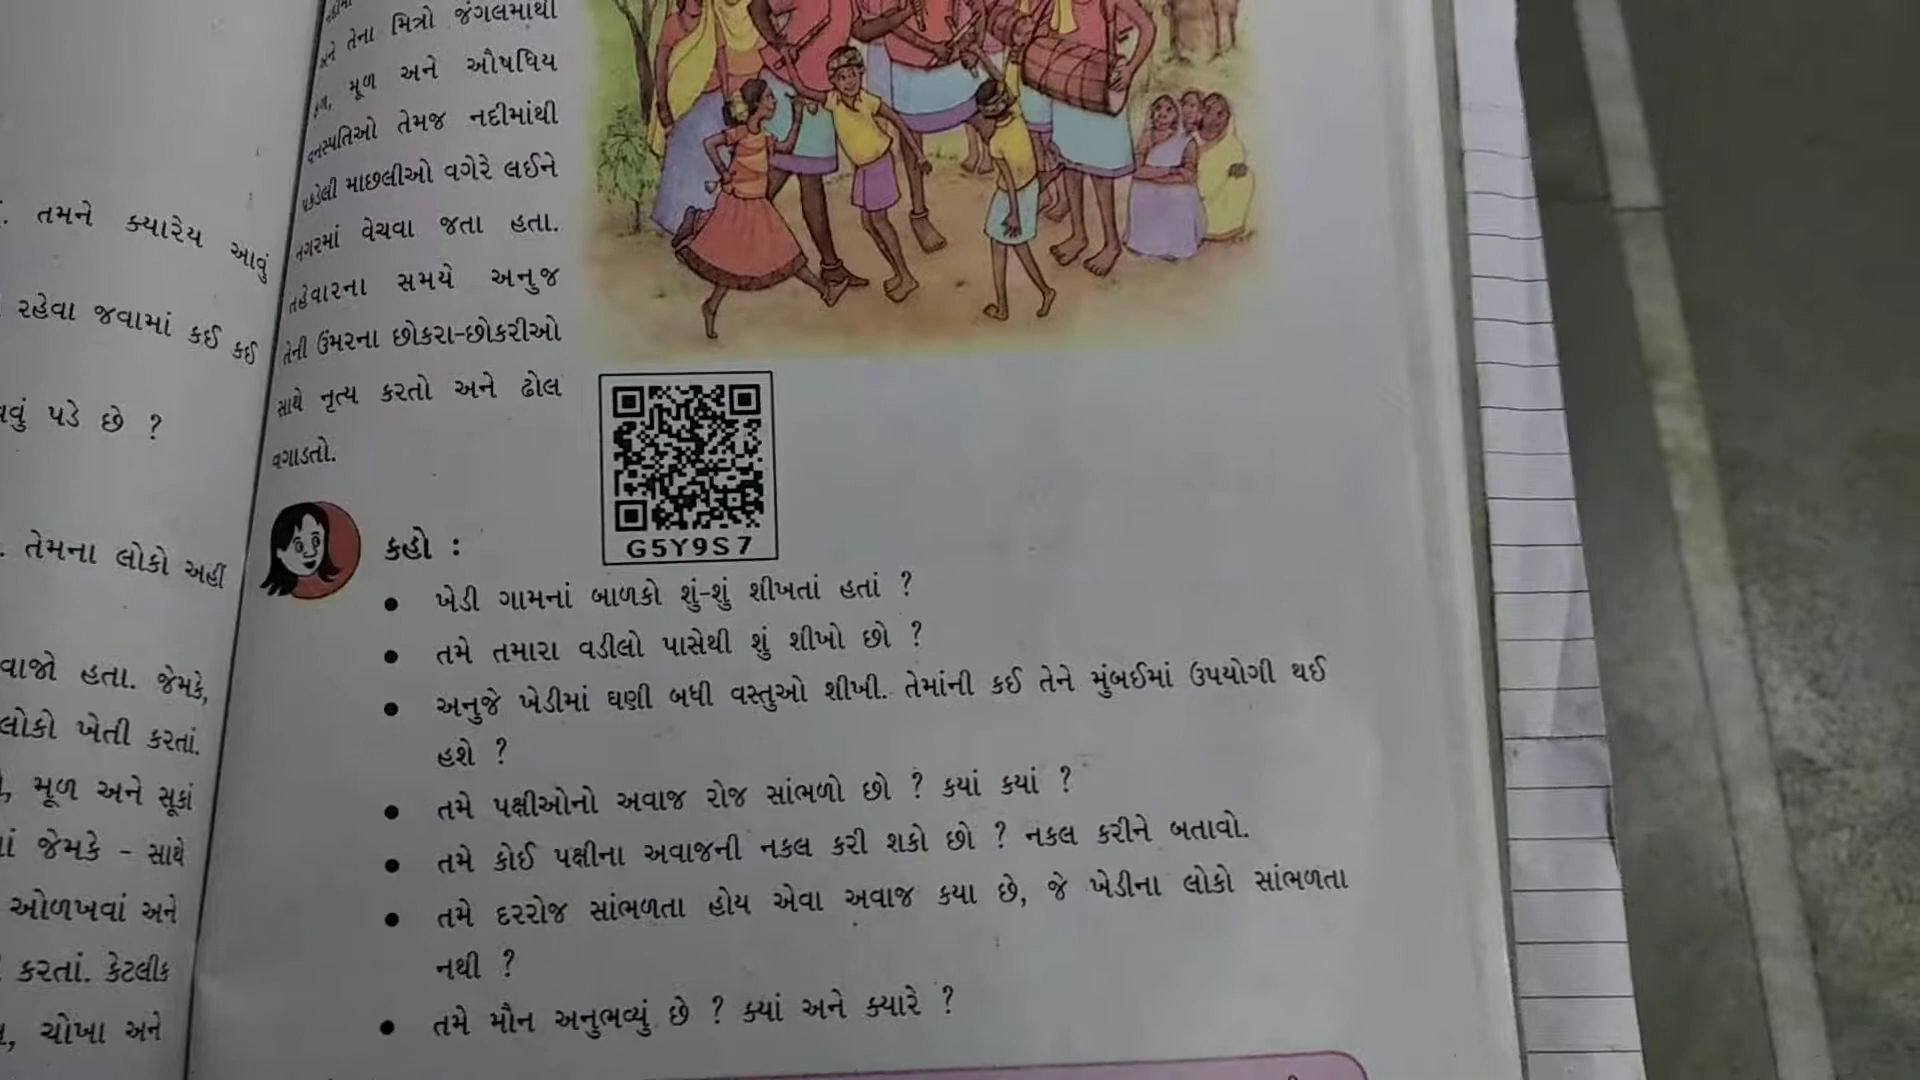 તમને ક્યારેય આવું
રહેવા જવામાં કઈ કઈ
પડે છે ?
. તેમના લોકો અહીં
વાજો હતા. જેમકે,
લોકો ખેતી કરતાં.
મૂળ અને સૂકાં
જેમકે - સાથે
ઓળખવાં અને
કરતાં. કેટલીક
ચોખા અને
તેના મિત્રો જંગલમાંથી
મૂળ અને ઔષધિય
વનસ્પતિઓ તેમજ નદીમાંથી
પકડેલી માછલીઓ વગેરે લઈને
નગરમાં વેચવા જતા હતા.
તહેવારના સમયે અનુજ
તેની ઉંમરના છોકરા-છોકરીઓ
સાથે નૃત્ય કરતો અને ઢોલ
વગાડતો.
G5Y9S7
કહો :
• ખેડી ગામનાં બાળકો શું-શું શીખતાં હતાં ?
• તમે તમારા વડીલો પાસેથી શું શીખો છો ?
• અનુજે ખેડીમાં ઘણી બધી વસ્તુઓ શીખી. તેમાંની કઈ તેને મુંબઈમાં ઉપયોગી થઈ
હશે ?
• તમે પક્ષીઓનો અવાજ રોજ સાંભળો છો ? કયાં કયાં ?
• તમે કોઈ પક્ષીના અવાજની નકલ કરી શકો છો ? નકલ કરીને બતાવો.
• તમે દરરોજ સાંભળતા હોય એવા અવાજ કયા છે, જે ખેડીના લોકો સાંભળતા
નથી ?
• તમે મૌન અનુભવ્યું છે ? ક્યાં અને ક્યારે ?